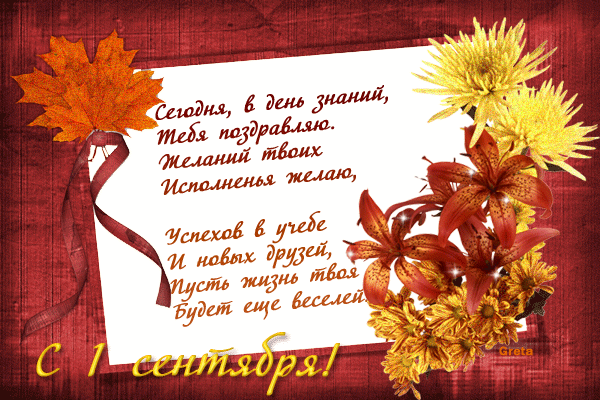 Сегодня, в день знаний,
Тебя поздравляю.
Желаний твоих
Исполненья желаю,
Успехов в учебе
И новых друзей,
Пусть жизнь твоя
Будет еще веселей.
С 1 сентября!
Greta